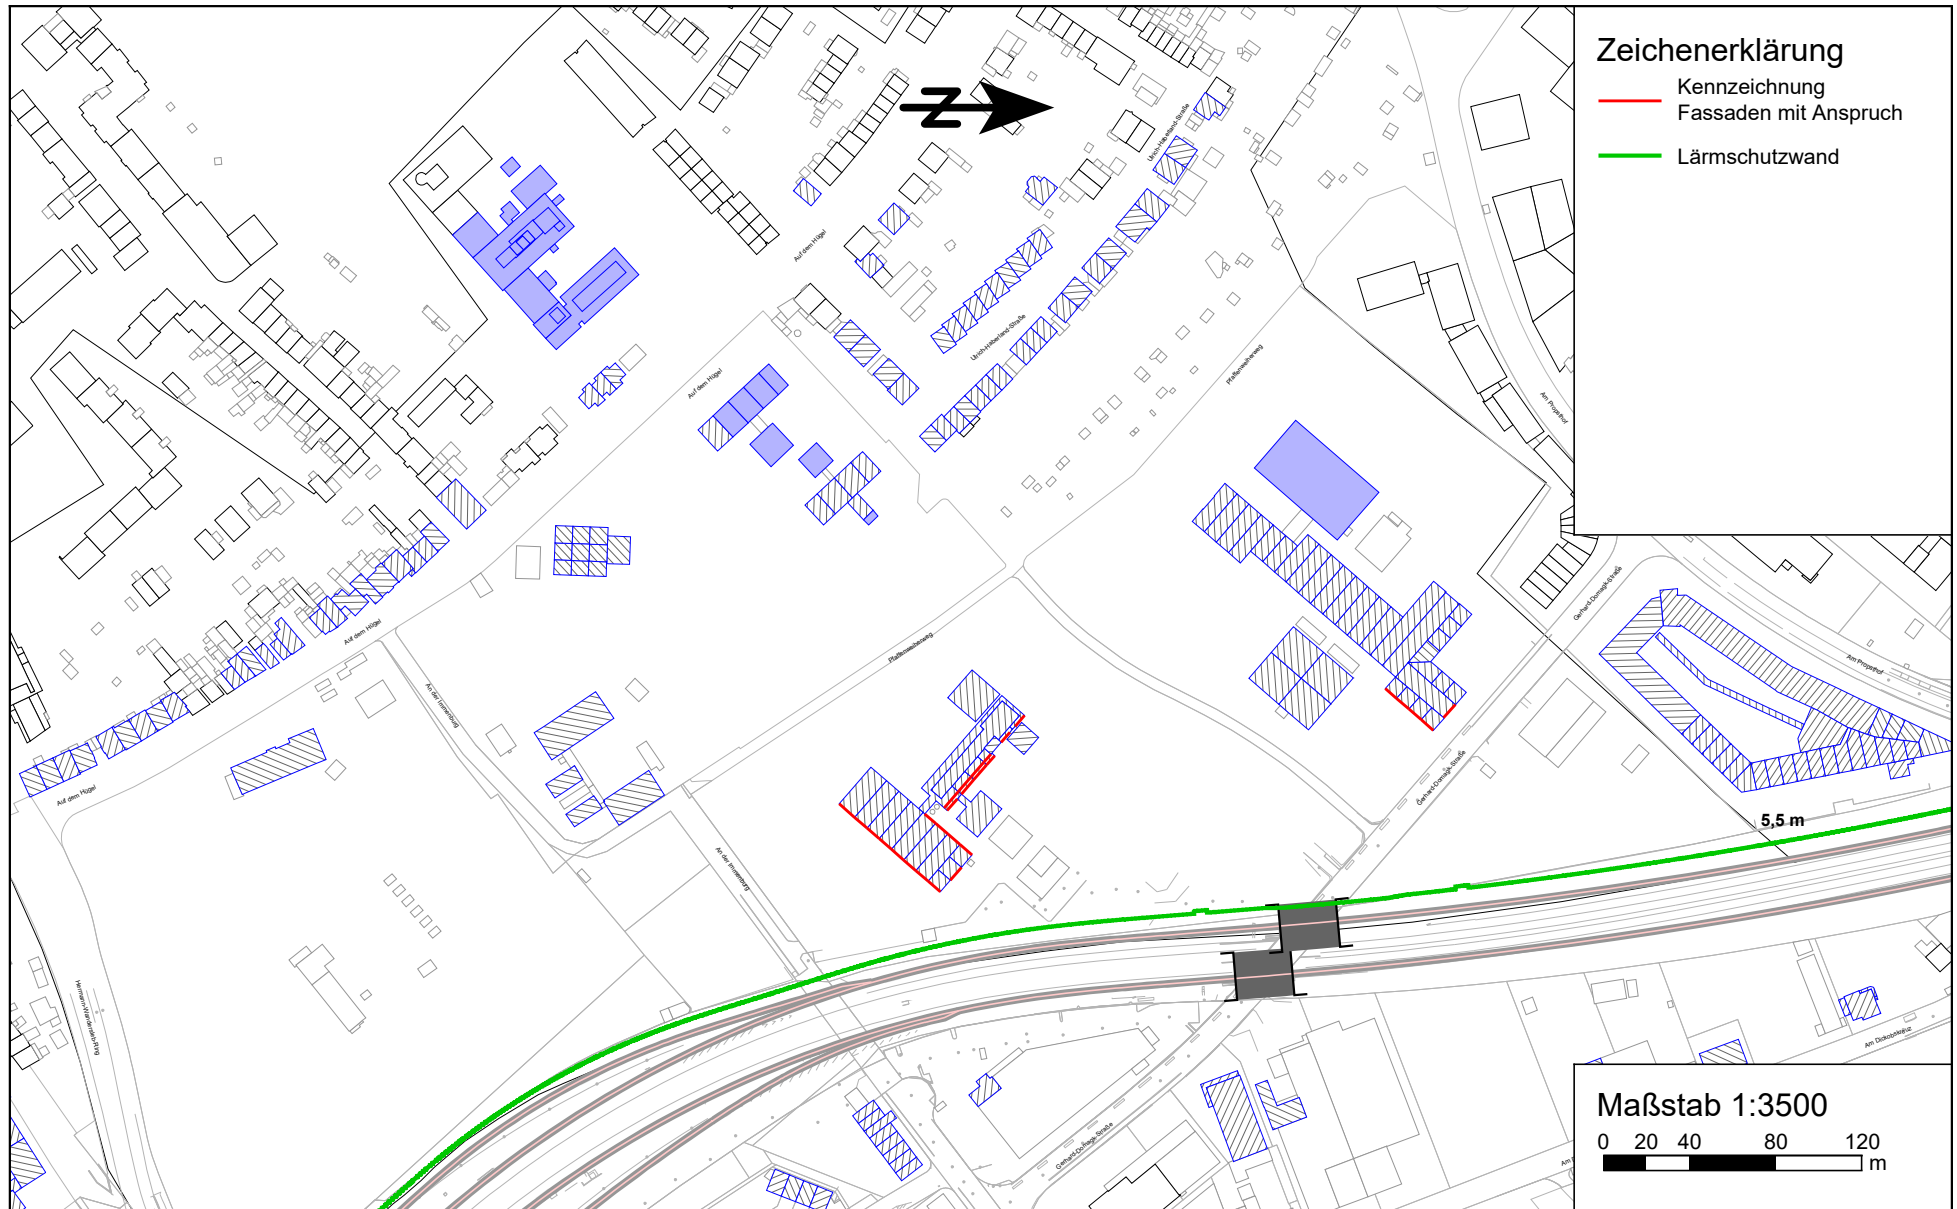 Zeichenerklärung
Kennzeichnung
Fassaden mit Anspruch
Lärmschutzwand
Z
Ulrich-Haberland-Straße
Auf dem Hügel
Ulrich-Haberland-Straße
Pfaffenweiherweg
Auf dem Hügel
Am Propsthof
Gerhard-Domagk-Straße
Auf dem Hügel
Pfaffenweiherweg
Am Propsthof
An der Immenburg
Gerhard-Domagk-Straße
Auf dem Hügel
5,5 m
An der Immenburg
Hermann-Wandersleb-Ring
Am Dickobskreuz
Gerhard-Domagk-Straße
Am
Maßstab 1:3500
0 20 40 80 120
m